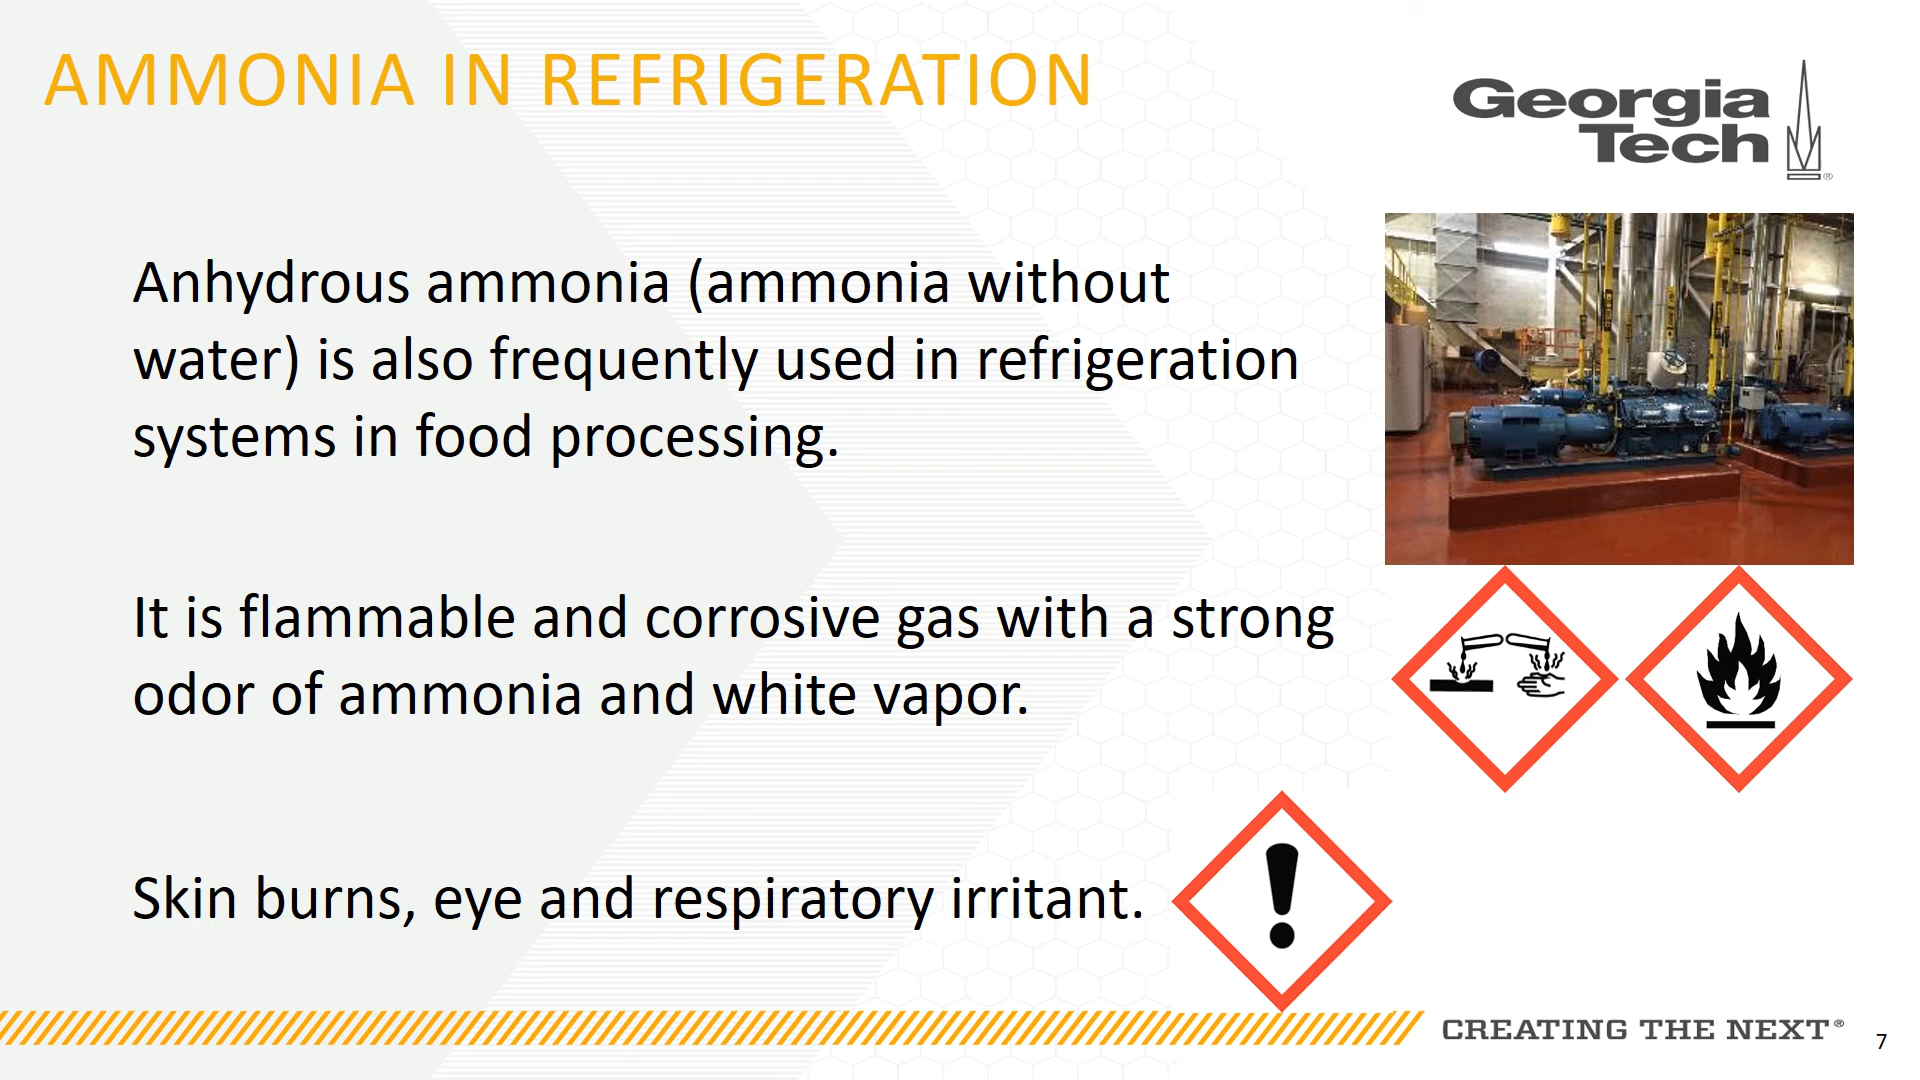 AMMONIA IN REFRIGERATION
Georgia
Tech
®
Anhydrous ammonia (ammonia without
water) is also frequently used in refrigeration
systems in food processing.
It is flammable and corrosive gas with a strong
odor of ammonia and white vapor.
Skin burns, eye and respiratory irritant.
CREATING THE NEXT®
7